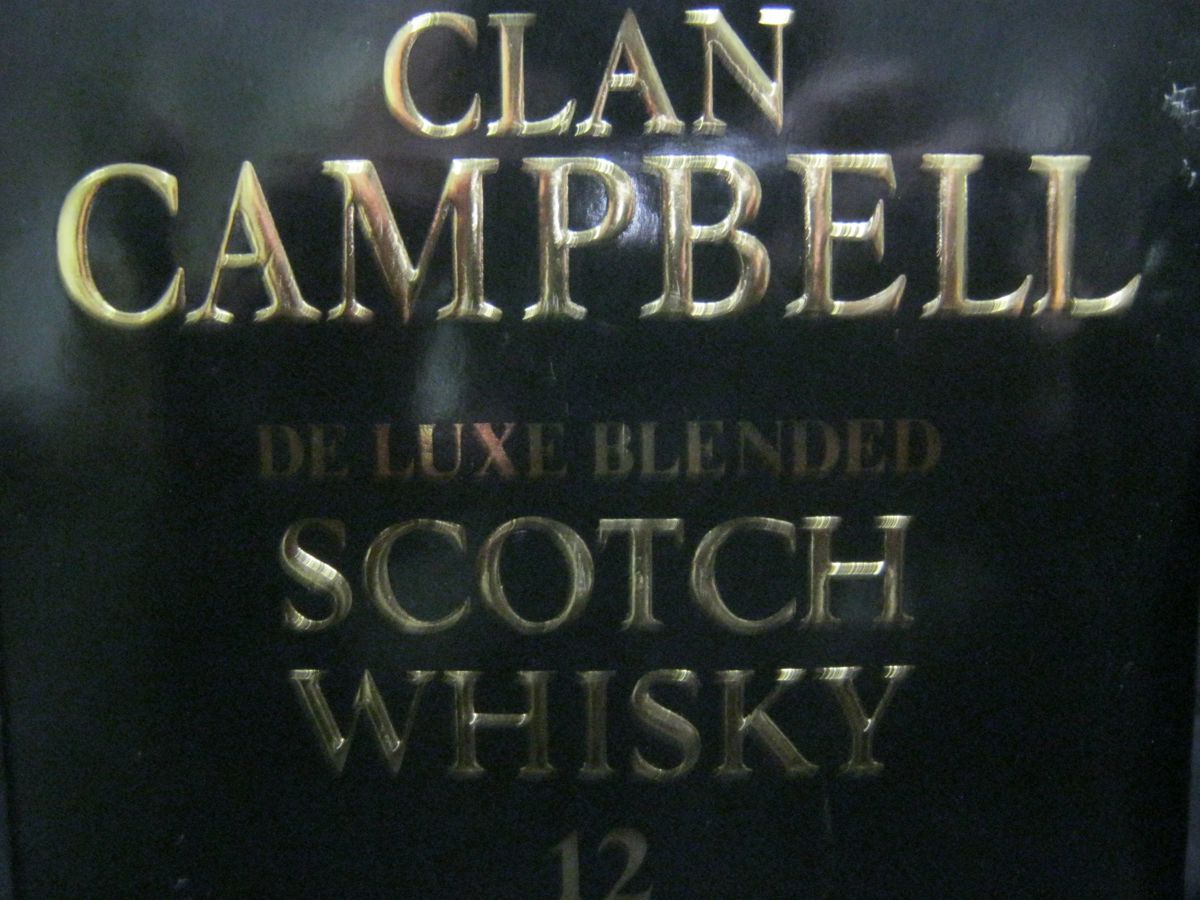 CLAN
CAMPBELL
DE LUXE BLENDED
SCOTCH
WHISKY
12